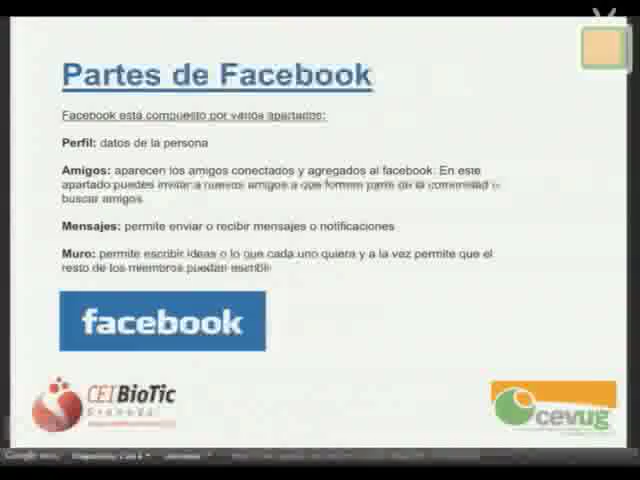 Partes de Facebook
Facebook está compuesto por varios apartados:
Perfil: datos de la persona
Amigos: aparecen los amigos conectados y agregados al facebook. En este
apartado puedes invitar a nuevos amigos a que formen parte de la comunidad o
buscar amigos
Mensajes: permite enviar o recibir mensajes o notificaciones
Muro: permite escribir ideas o lo que cada uno quiera y a la vez permite que el
resto de los miembros puedan escribir
facebook
CEI BioTic
Granada
cevug